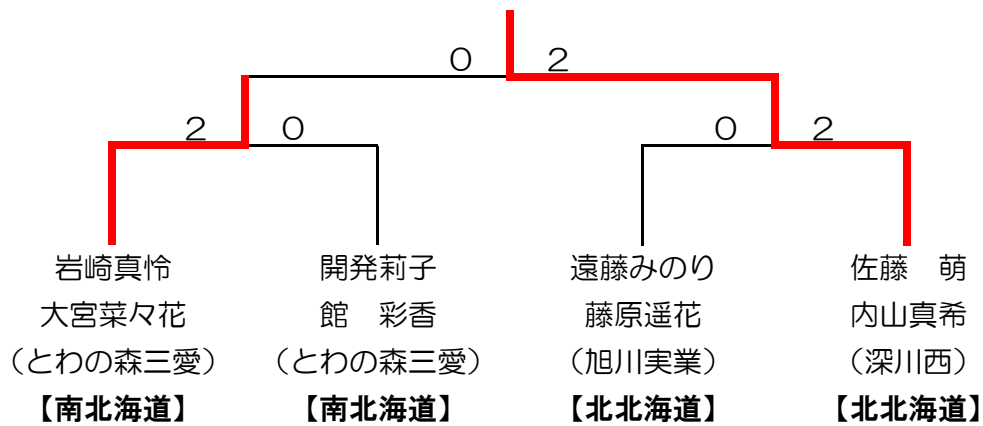 0 2
2 0 0 2
岩崎真怜 開発莉子 遠藤みのり 佐藤 萌
大宮菜々花 館 彩香 藤原遥花 内山真希
（とわの森三愛） （とわの森三愛） （旭川実業） （深川西）
【南北海道】 【南北海道】 【北北海道】 【北北海道】